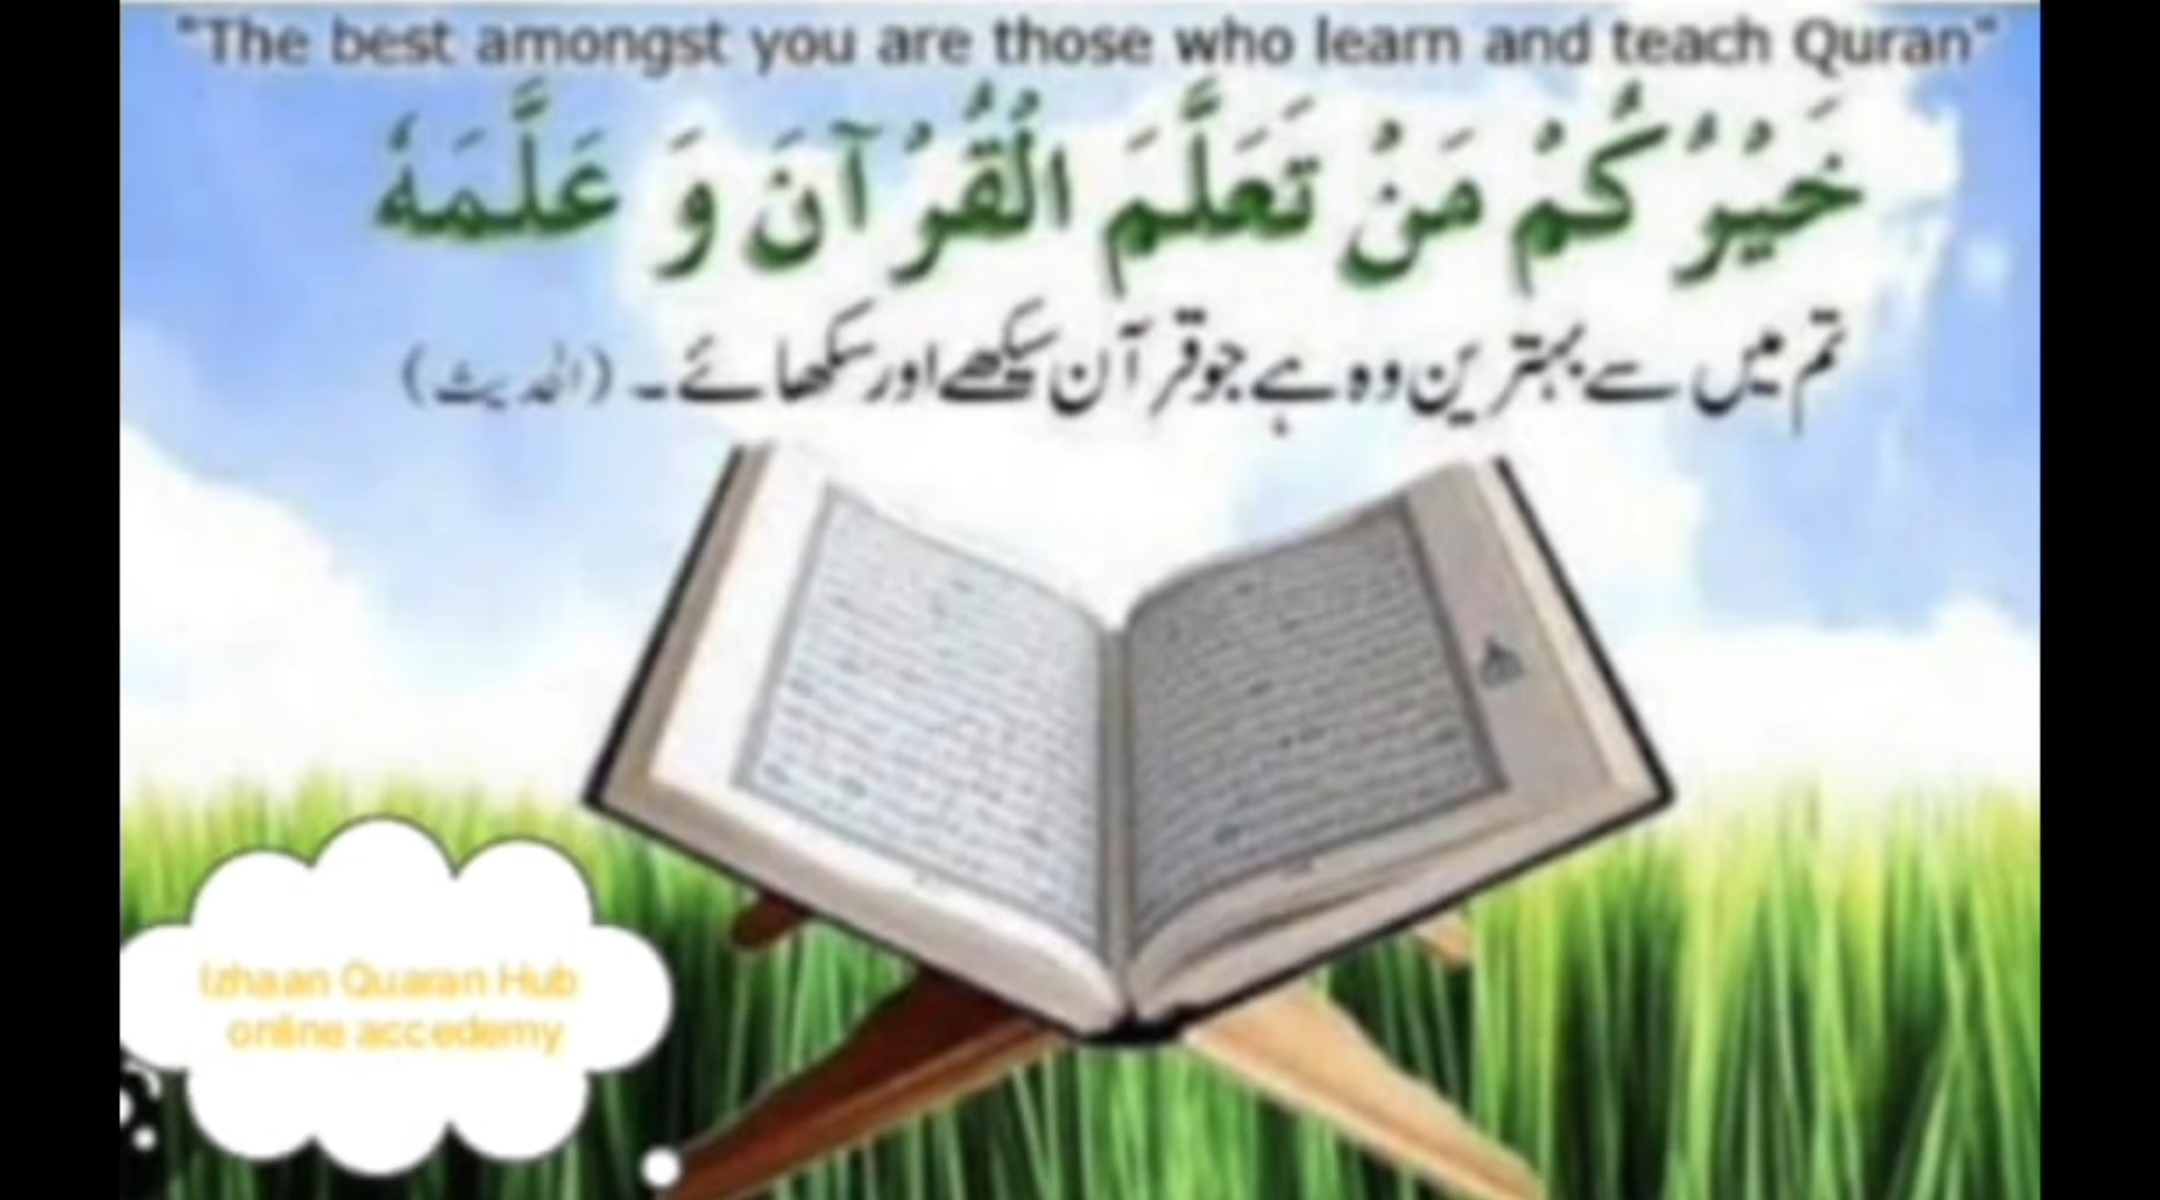 "The best amongst you are those who learn and teach Quran"
خَیْرُکُمْ مَنْ تَعَلَّمَ الْقُرْآنَ وَ عَلَّمَهٗ
تم میں سے بہترین وہ ہے جو قرآن سیکھے اور سکھائے۔ (الحدیث)
Izhaan Quaran Hub
online accedemy